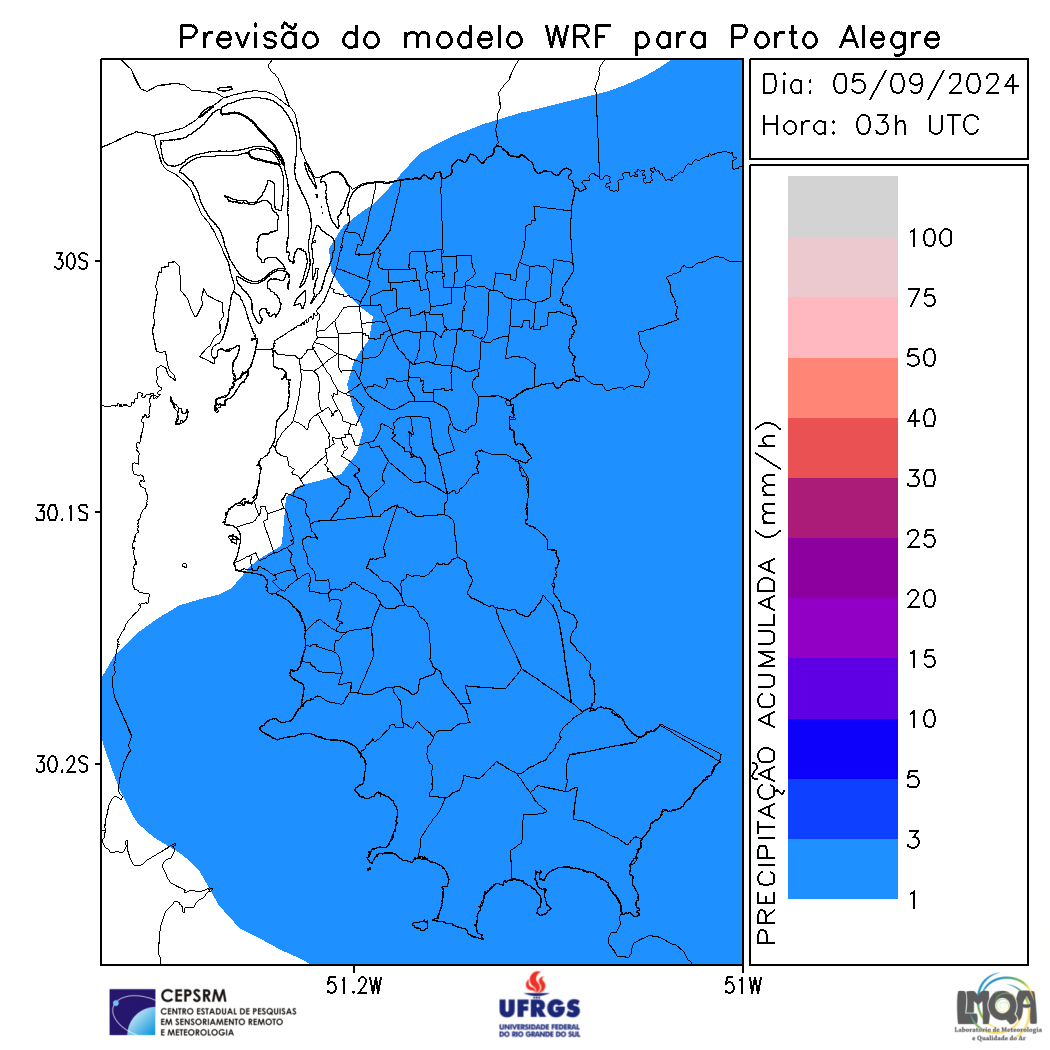 Previsão do modelo WRF para Porto Alegre
Dia: 05/09/2024
Hora: 03h UTC
30S
30.1S
30.2S
51.2W
51W
PRECIPITAÇÃO ACUMULADA (mm/h)
100
75
50
40
30
25
20
15
10
5
3
1
CEPSRM
CENTRO ESTADUAL DE PESQUISAS
EM SENSORIAMENTO REMOTO
E METEOROLOGIA
UFRGS
UNIVERSIDADE FEDERAL
DO RIO GRANDE DO SUL
LMQA
Laboratório de Meteorologia
e Qualidade do Ar